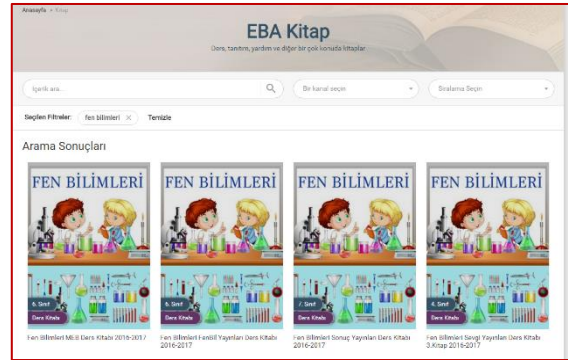 Anasayfa > Kitap
EBA Kitap
Ders, tanıtım, yardım ve diğer bir çok konuda kitaplar
İçerik ara...
Bir kanal seçin
Sıralama Seçin
Seçilen Filtreler:
fen bilimleri ×
Temizle
Arama Sonuçları
FEN BİLİMLERİ
6. Sınıf
Ders Kitabı
Fen Bilimleri MEB Ders Kitabı 2016-2017
FEN BİLİMLERİ
6. Sınıf
Ders Kitabı
Fen Bilimleri FenBil Yayınları Ders Kitabı
2016-2017
FEN BİLİMLERİ
7. Sınıf
Ders Kitabı
Fen Bilimleri Sonuç Yayınları Ders Kitabı
2016-2017
FEN BİLİMLERİ
4. Sınıf
Ders Kitabı
Fen Bilimleri Sevgi Yayınları Ders Kitabı
3.Kitap 2016-2017